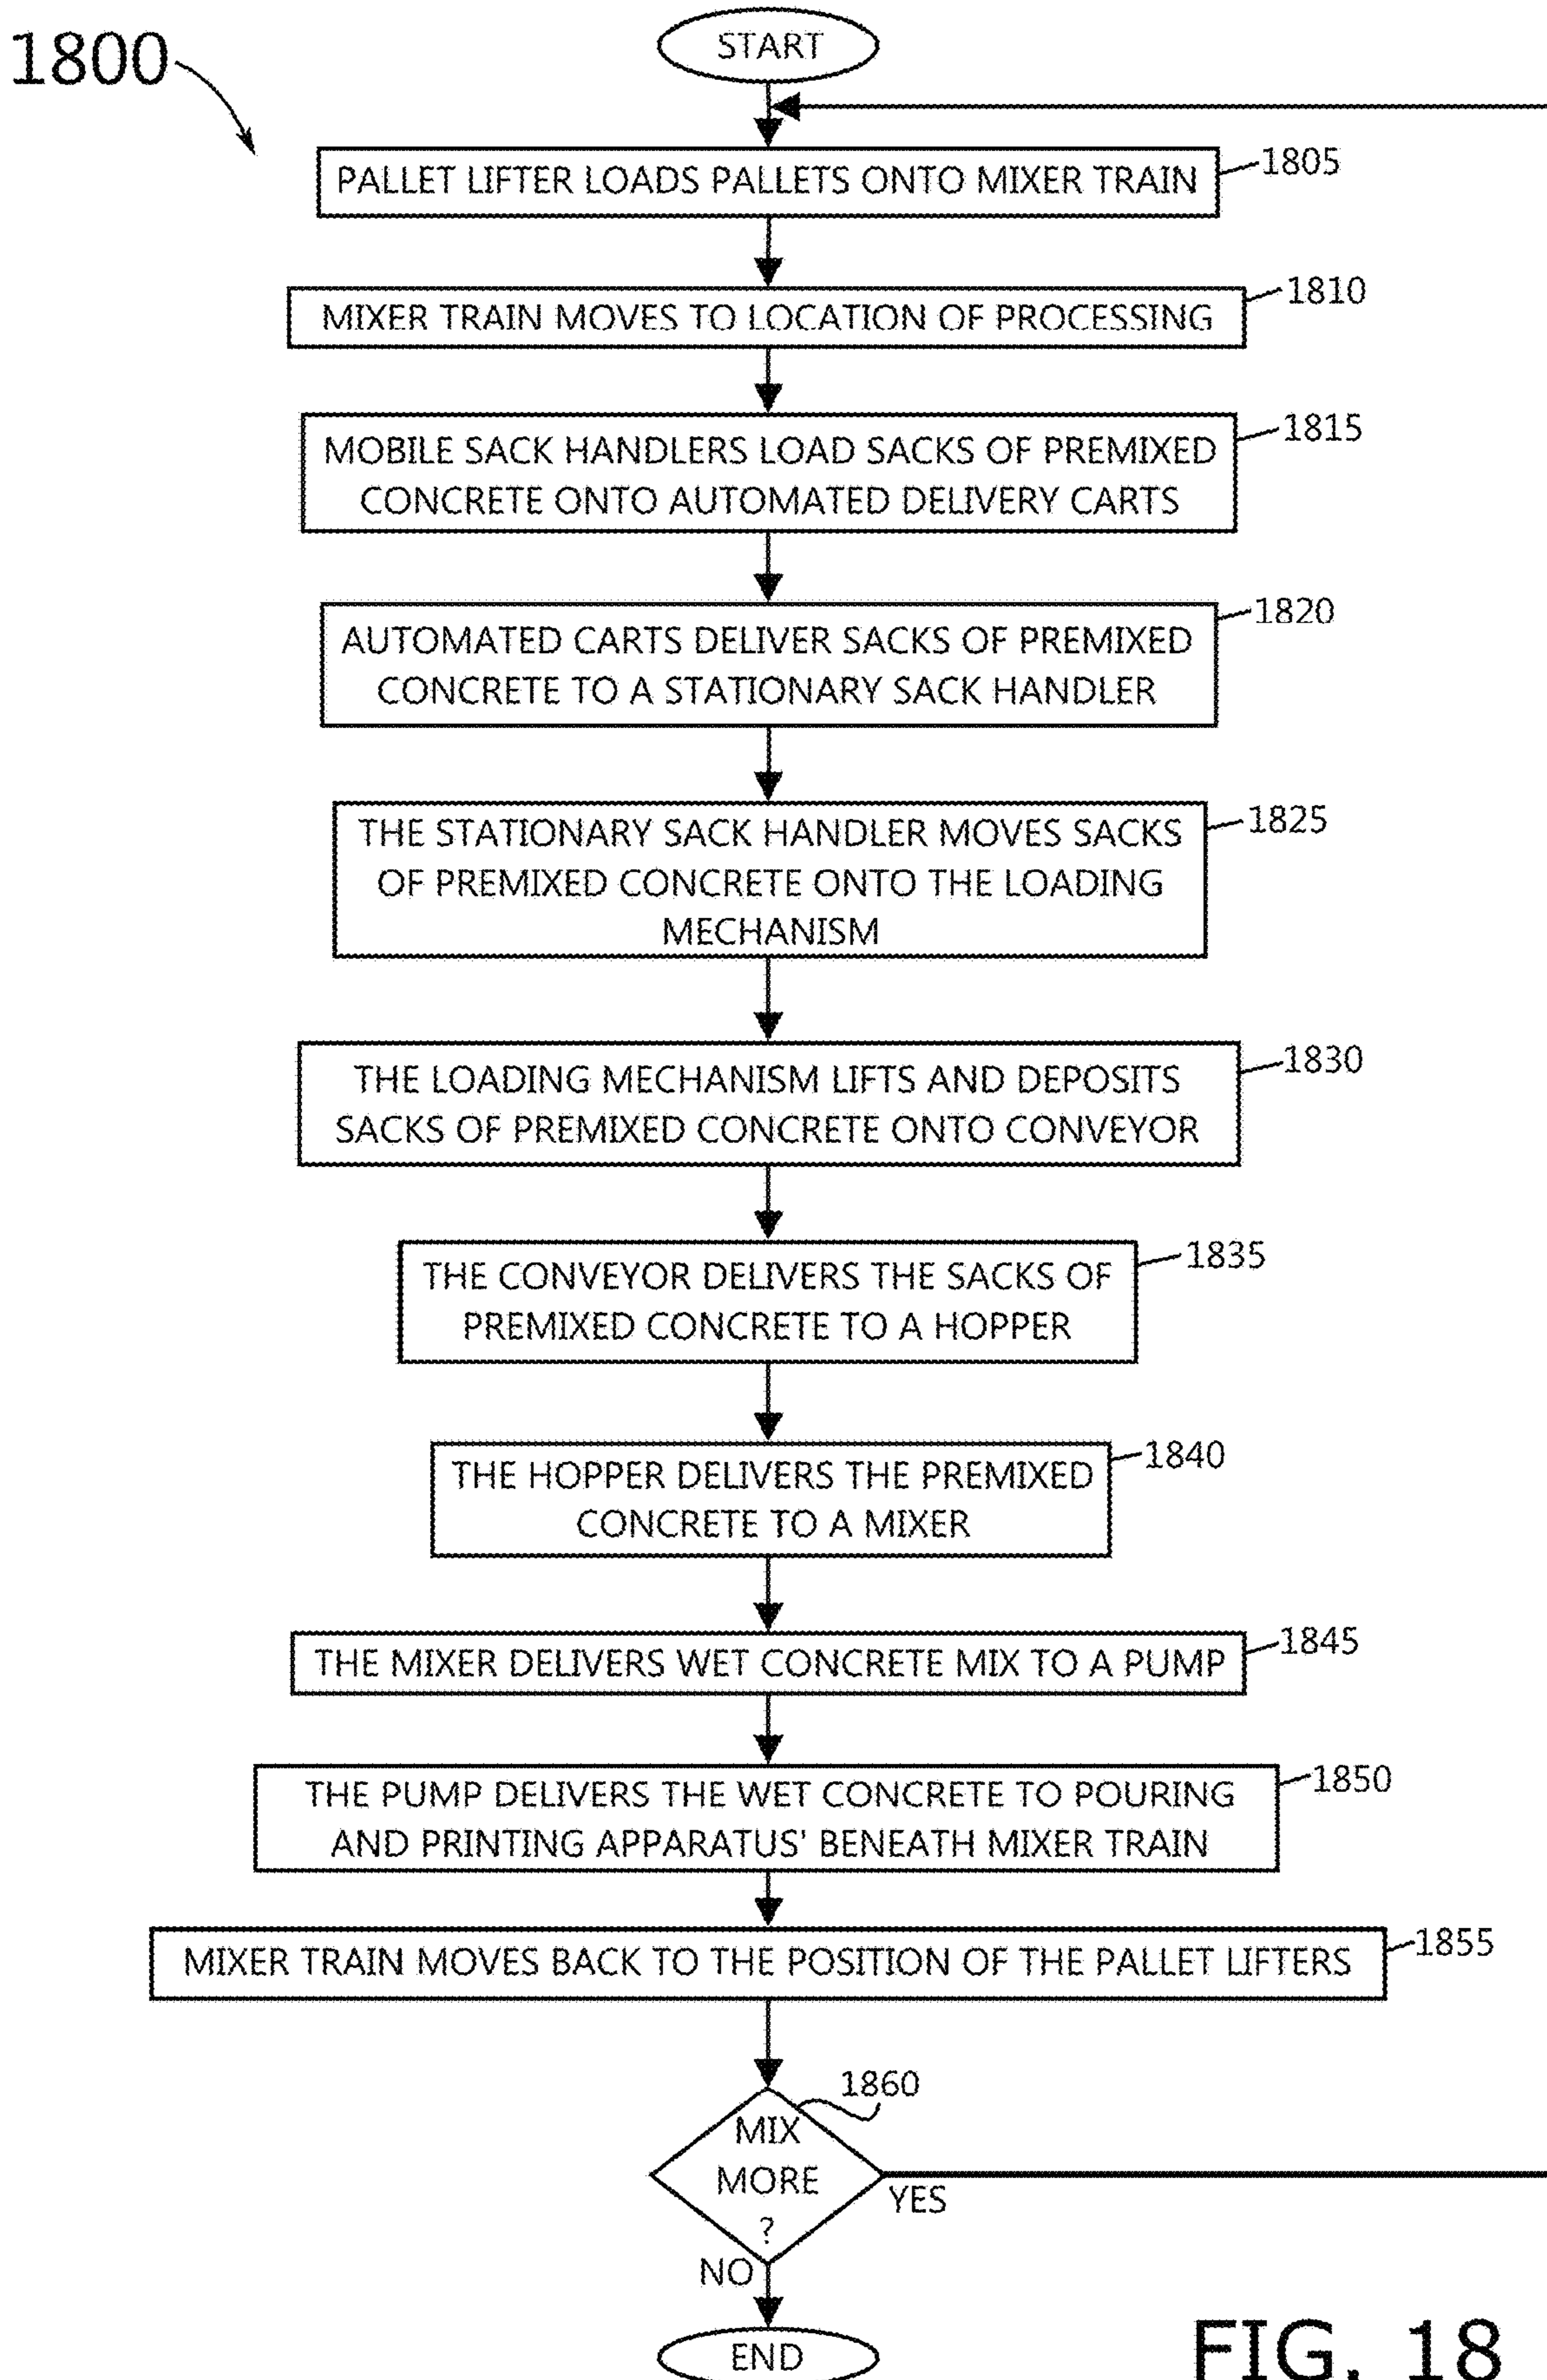 1800
START
PALLET LIFTER LOADS PALLETS ONTO MIXER TRAIN
1805
MIXER TRAIN MOVES TO LOCATION OF PROCESSING
1810
MOBILE SACK HANDLERS LOAD SACKS OF PREMIXED
CONCRETE ONTO AUTOMATED DELIVERY CARTS
1815
AUTOMATED CARTS DELIVER SACKS OF PREMIXED
CONCRETE TO A STATIONARY SACK HANDLER
1820
THE STATIONARY SACK HANDLER MOVES SACKS
OF PREMIXED CONCRETE ONTO THE LOADING
MECHANISM
1825
THE LOADING MECHANISM LIFTS AND DEPOSITS
SACKS OF PREMIXED CONCRETE ONTO CONVEYOR
1830
THE CONVEYOR DELIVERS THE SACKS OF
PREMIXED CONCRETE TO A HOPPER
1835
THE HOPPER DELIVERS THE PREMIXED
CONCRETE TO A MIXER
1840
THE MIXER DELIVERS WET CONCRETE MIX TO A PUMP
1845
THE PUMP DELIVERS THE WET CONCRETE TO POURING
AND PRINTING APPARATUS' BENEATH MIXER TRAIN
1850
MIXER TRAIN MOVES BACK TO THE POSITION OF THE PALLET LIFTERS
1855
1860
MIX
MORE
?
YES
NO
END
FIG. 18